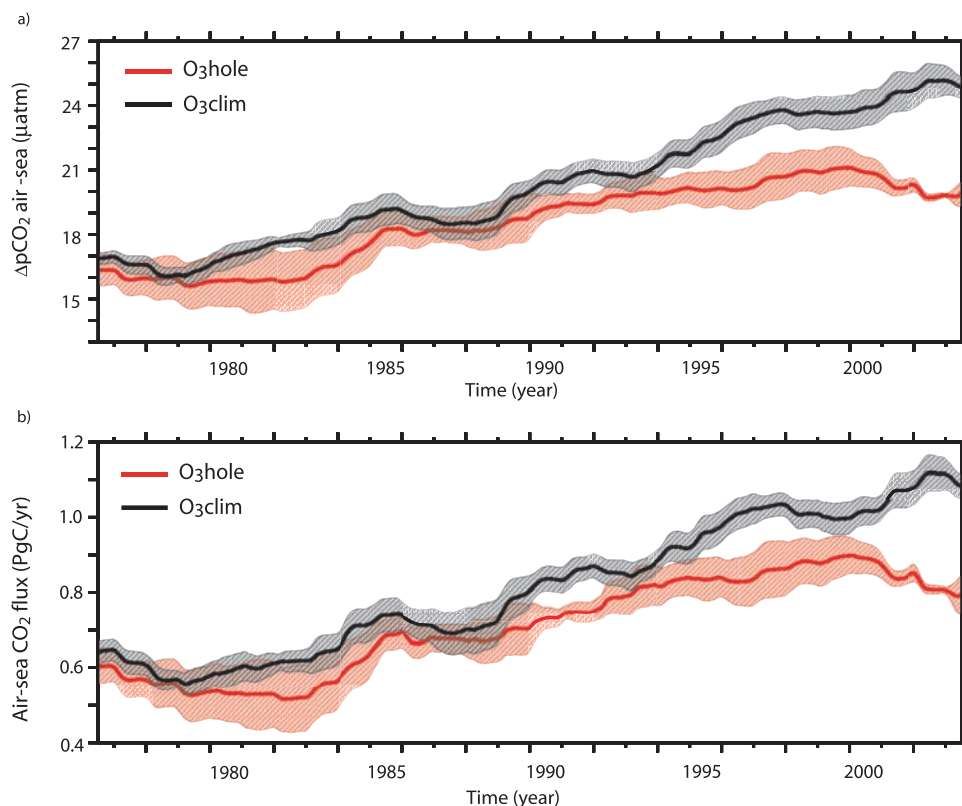 a)
27
24
21
18
15
ΔpCO₂ air -sea (μatm)
O₃hole
O₃clim
1980
1985
1990
1995
2000
Time (year)
b)
1.2
1.0
0.8
0.6
0.4
Air-sea CO₂ flux (PgC/yr)
O₃hole
O₃clim
1980
1985
1990
1995
2000
Time (year)